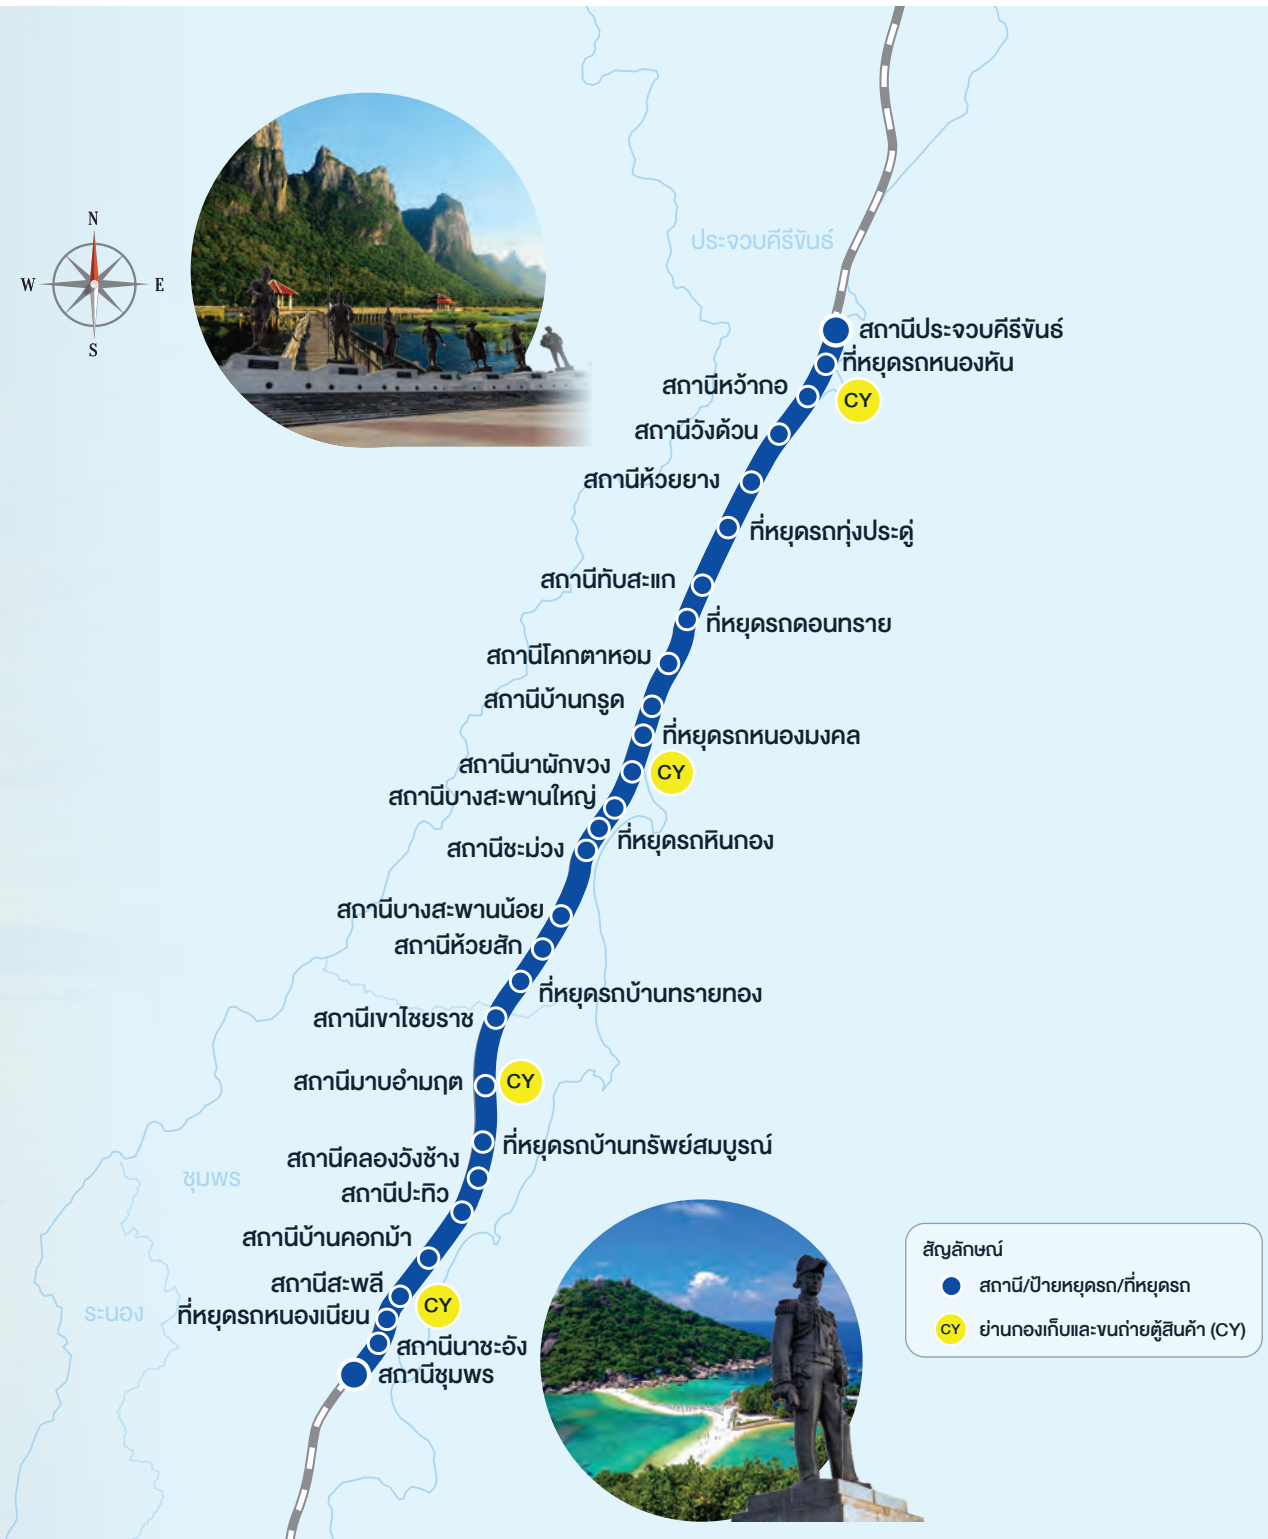 ประจวบคีรีขันธ์
N
W
E
S
สถานีประจวบคีรีขันธ์
ที่หยุดรถหนองหัน
สถานีหว้ากอ
CY
สถานีวังด้วน
สถานีห้วยยาง
ที่หยุดรถทุ่งประดู่
สถานีทับสะแก
ที่หยุดรถดอนทราย
สถานีโคกตาหอม
สถานีบ้านกรูด
ที่หยุดรถหนองมงคล
สถานีนาผักขวง
CY
สถานีบางสะพานใหญ่
ที่หยุดรถหินกอง
สถานีชะม่วง
สถานีบางสะพานน้อย
สถานีห้วยสัก
ที่หยุดรถบ้านทรายทอง
สถานีเขาไชยราช
สถานีมาบอำมฤต
CY
ที่หยุดรถบ้านทรัพย์สมบูรณ์
สถานีคลองวังช้าง
ชุมพร
สถานีปะทิว
สถานีบ้านคอกม้า
สถานีสะพลี
CY
ระนอง
ที่หยุดรถหนองเนียน
สถานีนาชะอัง
สถานีชุมพร
สัญลักษณ์
สถานี/ป้ายหยุดรถ/ที่หยุดรถ
CY ย่านกองเก็บและขนถ่ายตู้สินค้า (CY)